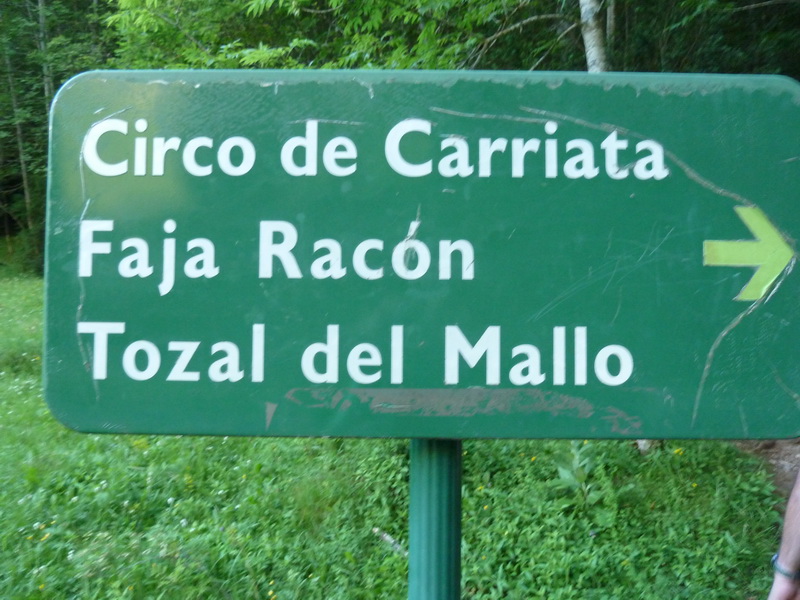 Circo de Carriata
Faja Racón
Tozal del Mallo